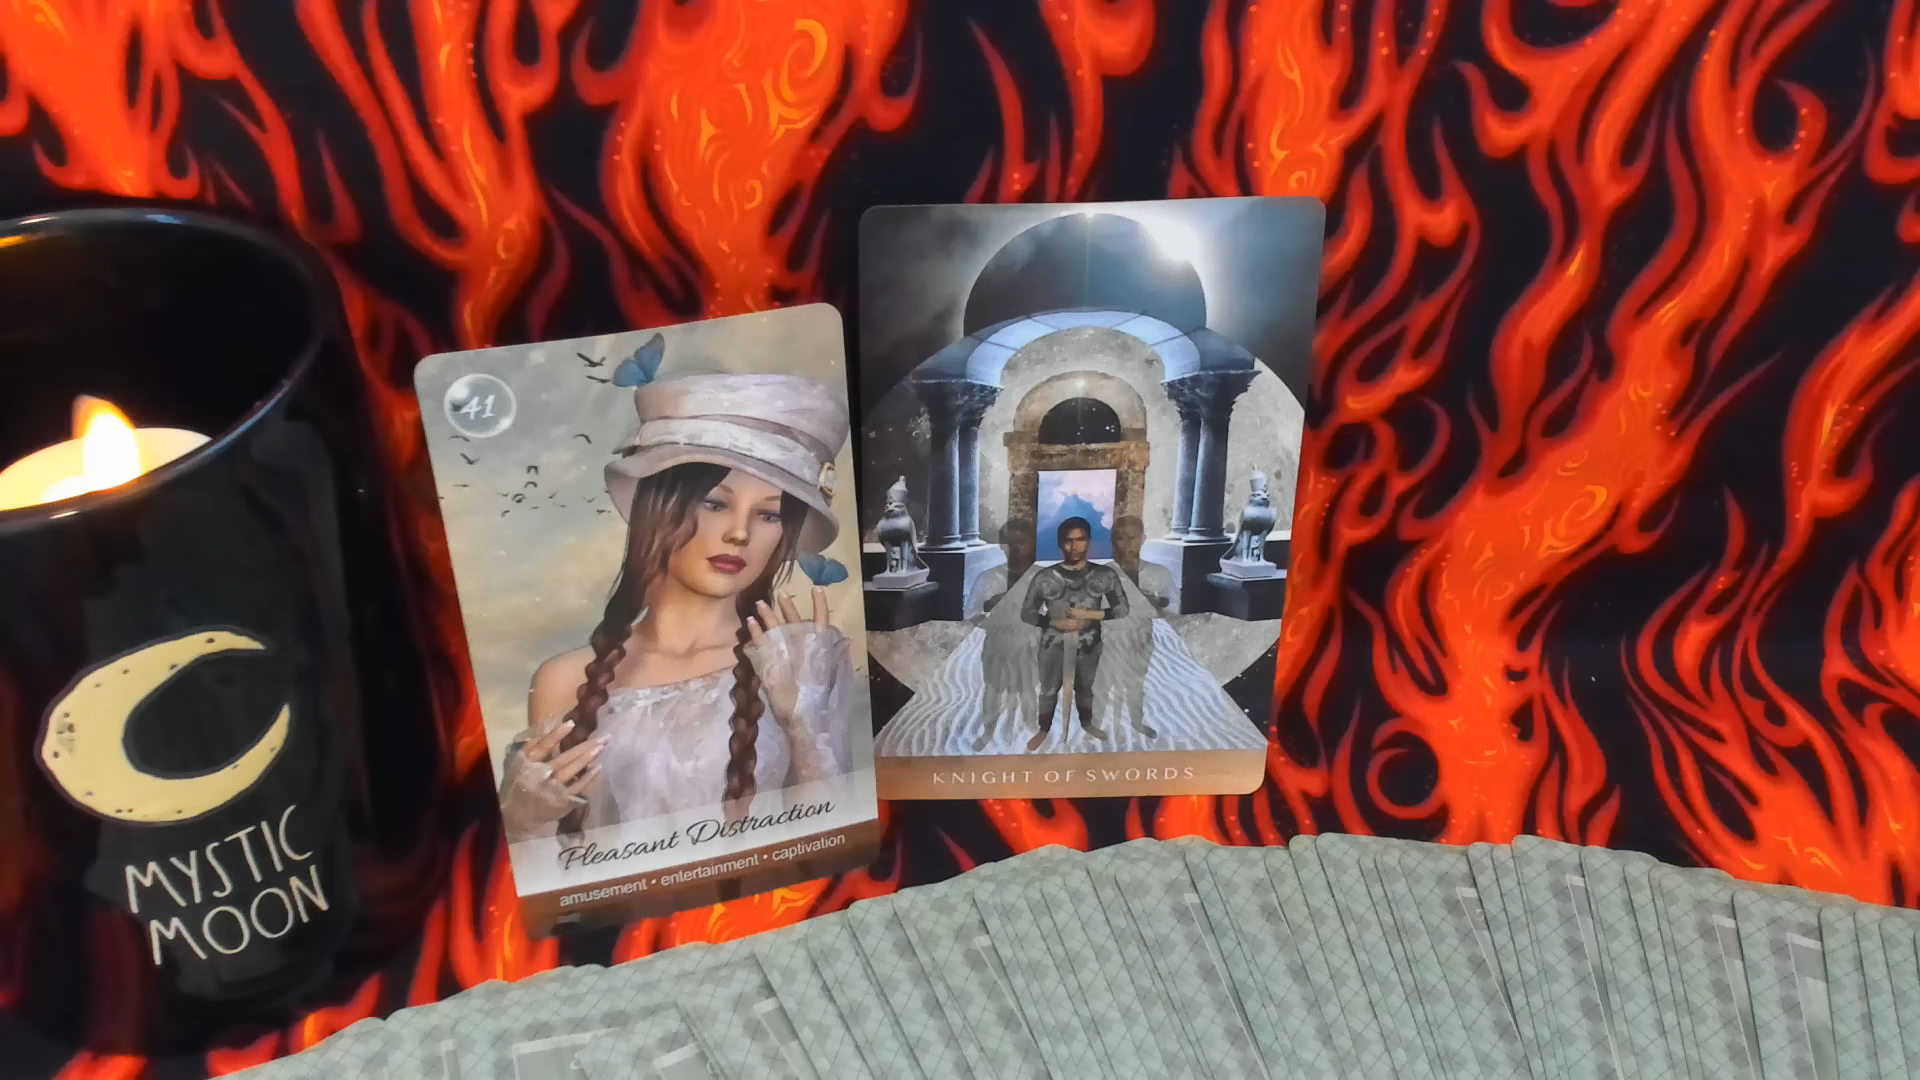 41
Pleasant Distraction
amusement • entertainment • captivation
KNIGHT OF SWORDS
MYSTIC
MOON